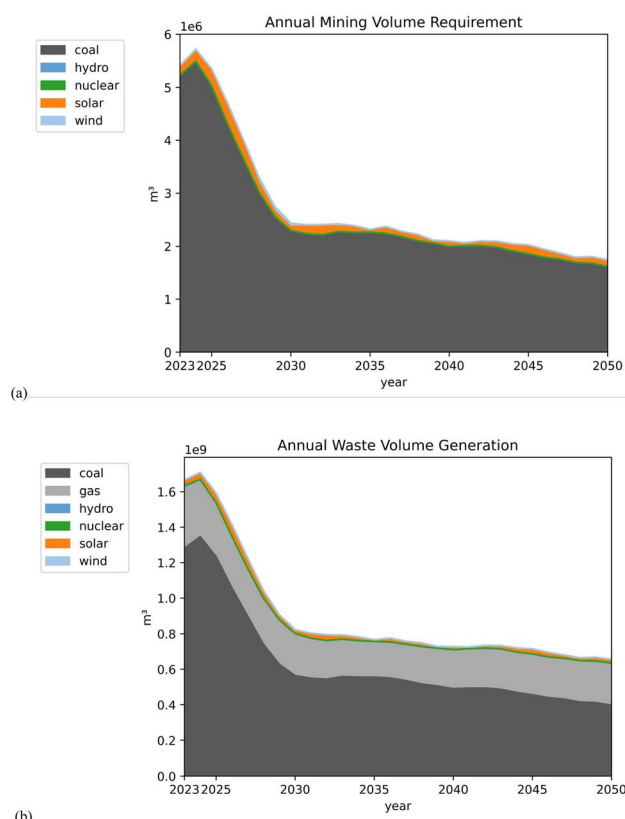 Annual Mining Volume Requirement
1e6
coal
hydro
nuclear
solar
wind
m³
6
5
4
3
2
1
0
2023 2025 2030 2035 2040 2045 2050
year
(a)
Annual Waste Volume Generation
1e9
coal
gas
hydro
nuclear
solar
wind
m³
1.6
1.4
1.2
1.0
0.8
0.6
0.4
0.2
0.0
2023 2025 2030 2035 2040 2045 2050
year
(b)